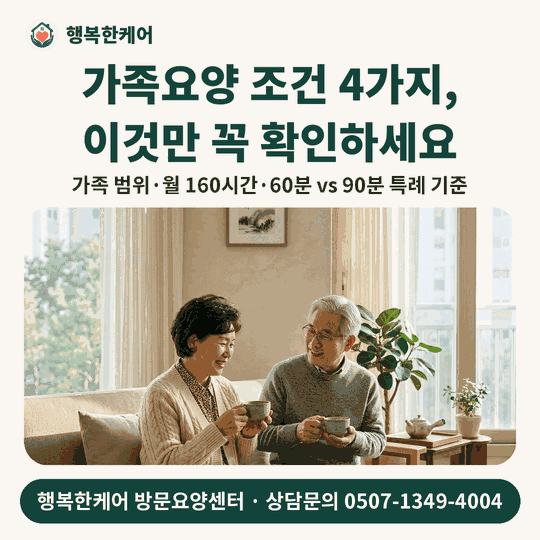 행복한케어
가족요양 조건 4가지,
이것만 꼭 확인하세요
가족 범위·월 160시간·60분 vs 90분 특례 기준
행복한케어 방문요양센터 · 상담문의 0507-1349-4004